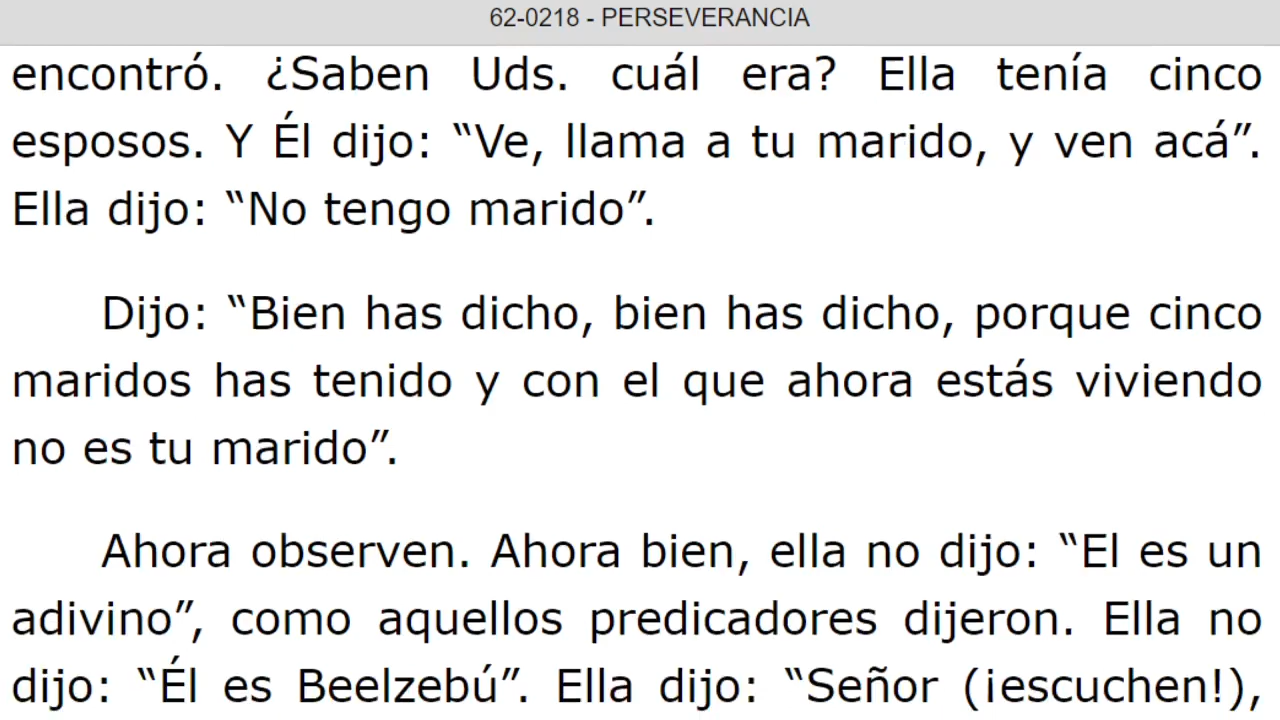 62-0218 - PERSEVERANCIA
encontró. ¿Saben Uds. cuál era? Ella tenía cinco
esposos. Y Él dijo: “Ve, llama a tu marido, y ven acá”.
Ella dijo: “No tengo marido”.
Dijo: “Bien has dicho, bien has dicho, porque cinco
maridos has tenido y con el que ahora estás viviendo
no es tu marido”.
Ahora observen. Ahora bien, ella no dijo: “El es un
adivino”, como aquellos predicadores dijeron. Ella no
dijo: “Él es Beelzebú”. Ella dijo: “Señor (¡escuchen!),